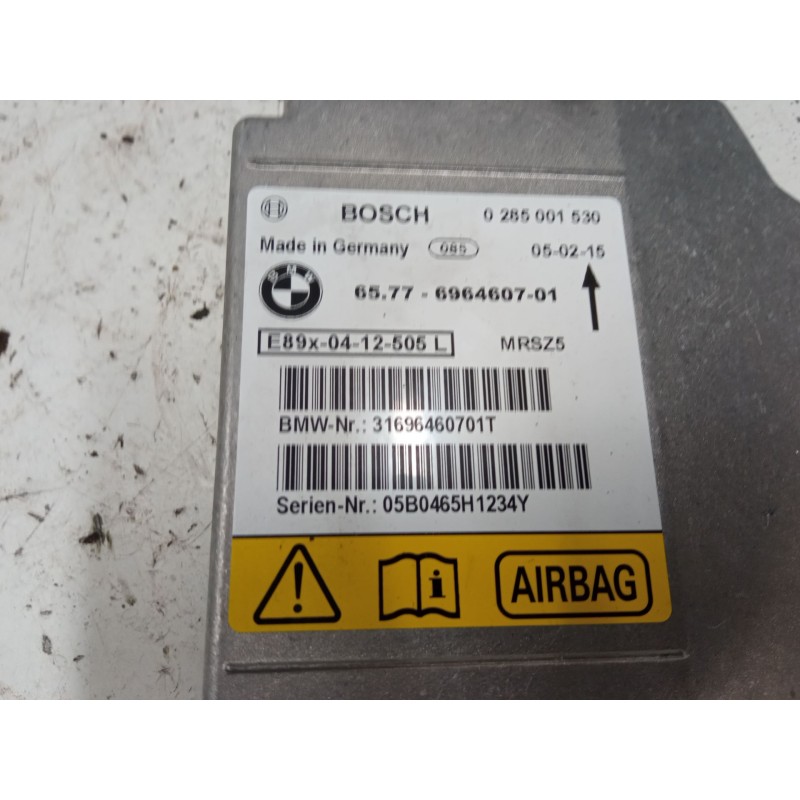 BOSCH 0 285 001 530
Made in Germany 085 05-02-15
BMW 65.77 - 6964607-01
E89x-04-12-505 L MRSZ5
BMW-Nr.: 31696460701T
Serien-Nr.: 05B0465H1234Y
! i AIRBAG